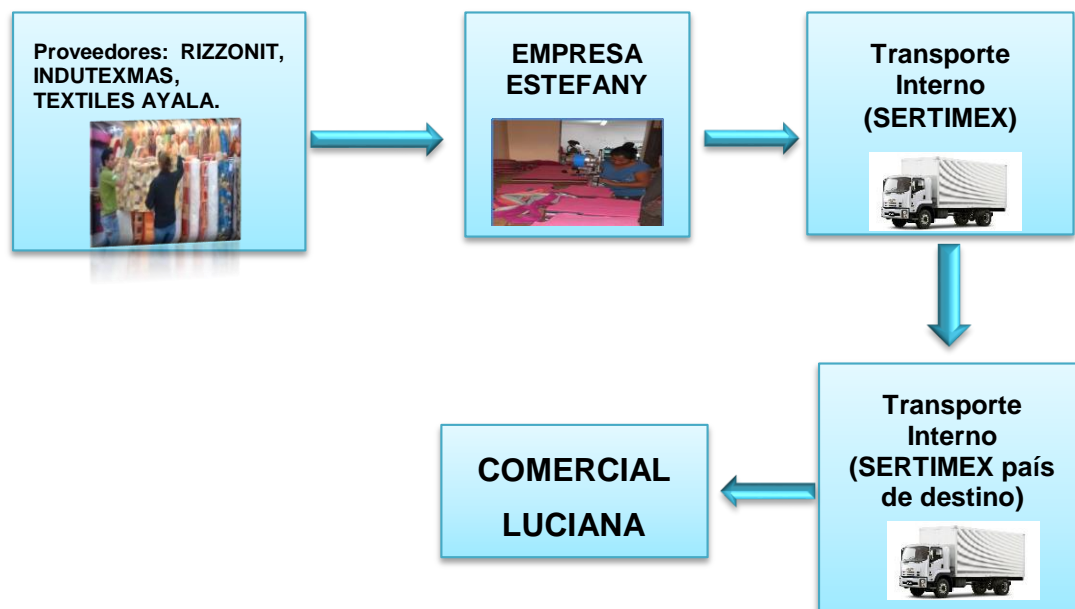 Proveedores: RIZZONIT,
INDUTEXMAS,
TEXTILES AYALA.
EMPRESA
ESTEFANY
Transporte
Interno
(SERTIMEX)
Transporte
Interno
(SERTIMEX país
de destino)
COMERCIAL
LUCIANA